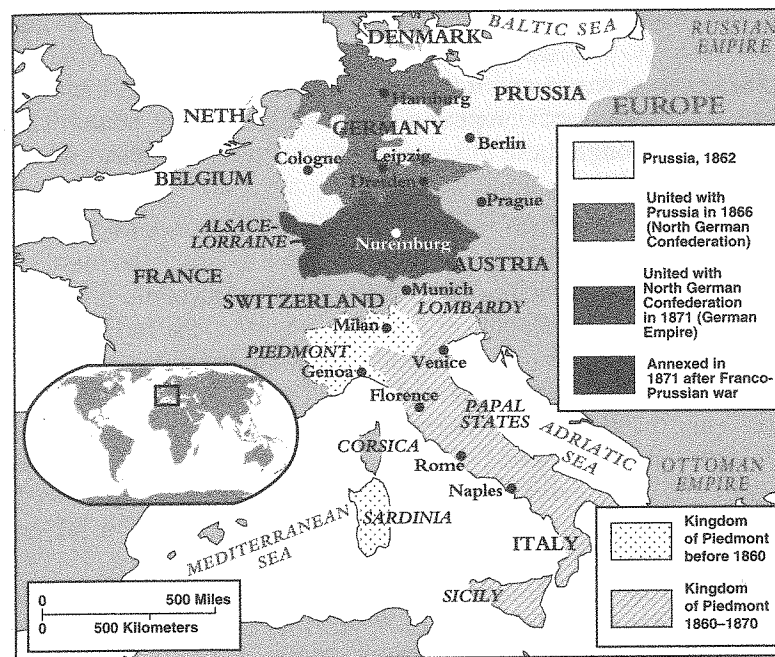 BALTIC SEA
RUSSIAN
EMPIRE
DENMARK
Hamburg
PRUSSIA
NETH.
EUROPE
GERMANY
Berlin
Cologne
Leipzig
BELGIUM
Dresden
Prague
ALSACE-
LORRAINE
Nuremburg
FRANCE
AUSTRIA
Munich
SWITZERLAND
LOMBARDY
Milan
PIEDMONT
Venice
Genoa
Florence
PAPAL
STATES
ADRIATIC
SEA
CORSICA
Rome
OTTOMAN
EMPIRE
Naples
MEDITERRANEAN
SEA
SARDINIA
ITALY
SICILY
Prussia, 1862
United with
Prussia in 1866
(North German
Confederation)
United with
North German
Confederation
in 1871 (German
Empire)
Annexed in
1871 after Franco-
Prussian war
Kingdom
of Piedmont
before 1860
Kingdom
of Piedmont
1860–1870
0 500 Miles
0 500 Kilometers